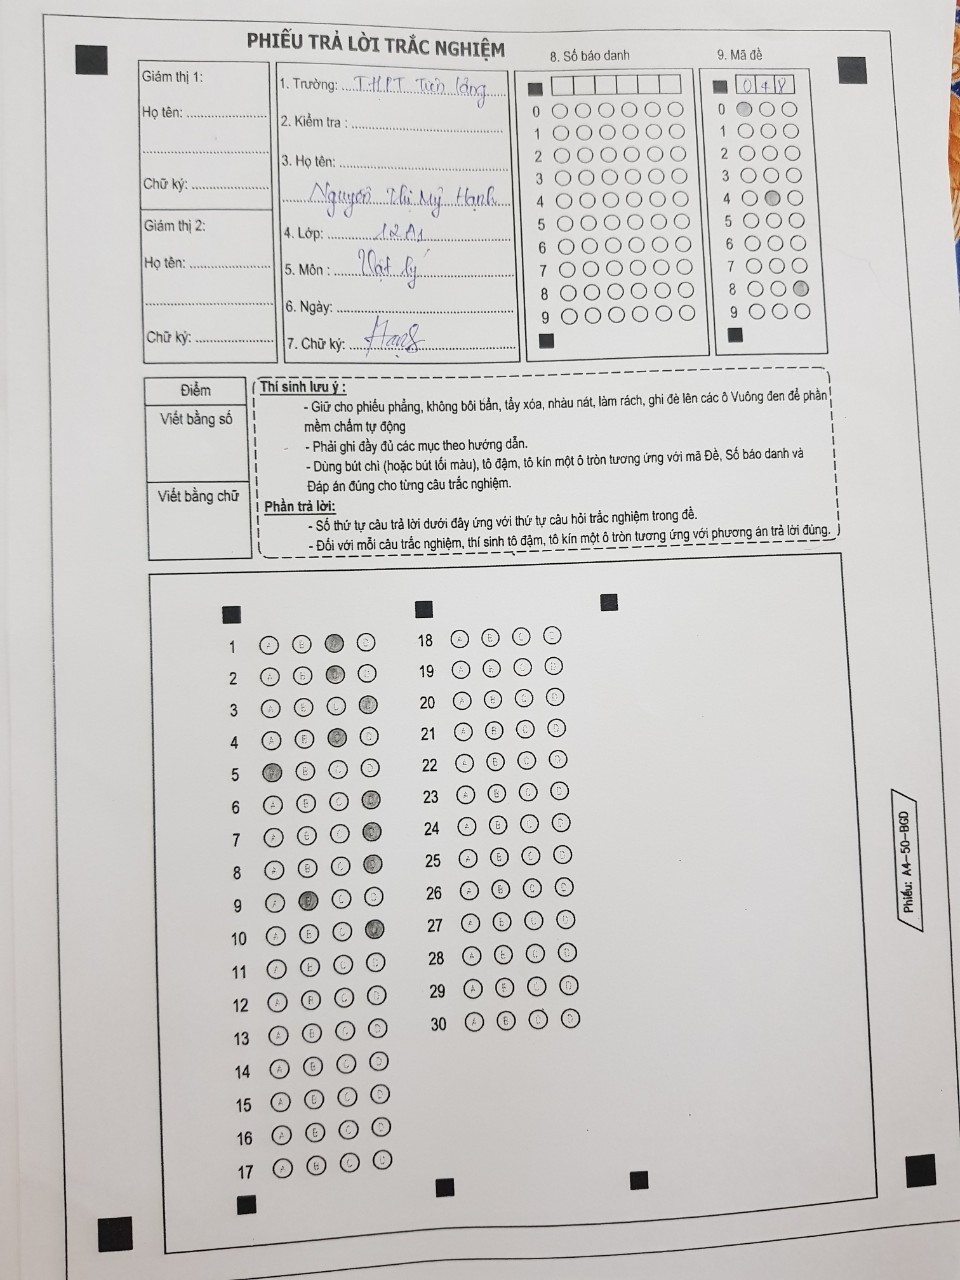 PHIẾU TRẢ LỜI TRẮC NGHIỆM
Giám thị 1:
Họ tên: ....................
Chữ ký: ....................
Giám thị 2:
Họ tên: ....................
Chữ ký: ....................
1. Trường: THPT Tiên Lãng
2. Kiểm tra :
3. Họ tên:
Nguyễn Thị Mỹ Hạnh
4. Lớp: 12A1
5. Môn : Vật lý
6. Ngày:
7. Chữ ký: Hạnh
8. Số báo danh
0
1
2
3
4
5
6
7
8
9
9. Mã đề
048
0
1
2
3
4
5
6
7
8
9
Điểm
Viết bằng số
Viết bằng chữ
Thí sinh lưu ý :
- Giữ cho phiếu phẳng, không bôi bẩn, tẩy xóa, nhàu nát, làm rách, ghi đè lên các ô Vuông đen để phần
mềm chấm tự động
- Phải ghi đầy đủ các mục theo hướng dẫn.
- Dùng bút chì (hoặc bút tối màu), tô đậm, tô kín một ô tròn tương ứng với mã Đề, Số báo danh và
Đáp án đúng cho từng câu trắc nghiệm.
Phần trả lời:
- Số thứ tự câu trả lời dưới đây ứng với thứ tự câu hỏi trắc nghiệm trong đề.
- Đối với mỗi câu trắc nghiệm, thí sinh tô đậm, tô kín một ô tròn tương ứng với phương án trả lời đúng.
1 A B D
2 A B D
3 A B C
4 A B D
5 B C D
6 A B C
7 A B C
8 A B C
9 A B C D
10 A B C
11 A B C D
12 A B C D
13 A B C D
14 A B C D
15 A B C D
16 A B C D
17 A B C D
18 A B C D
19 A B C D
20 A B C D
21 A B C D
22 A B C D
23 A B C D
24 A B C D
25 A B C D
26 A B C D
27 A B C D
28 A B C D
29 A B C D
30 A B C D
Phiếu: A4-50-BGD